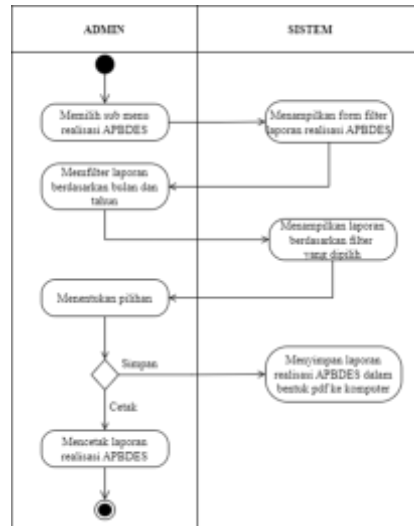 ADMIN
SISTEM
Memilih sub menu
realisasi APBDES
Menampilkan form filter
laporan realisasi APBDES
Memfilter laporan
berdasarkan bulan dan
tahun
Menampilkan laporan
berdasarkan filter
yang dipilih
Menentukan pilihan
Simpan
Menyimpan laporan
realisasi APBDES dalam
bentuk pdf ke komputer
Cetak
Mencetak laporan
realisasi APBDES